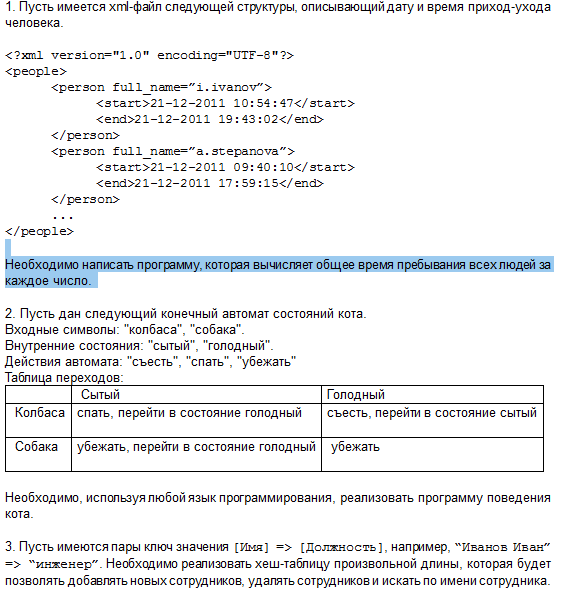 1. Пусть имеется xml-файл следующей структуры, описывающий дату и время приход-ухода
человека.
<?xml version="1.0" encoding="UTF-8"?>
<people>
<person full_name=”i.ivanov”>
<start>21-12-2011 10:54:47</start>
<end>21-12-2011 19:43:02</end>
</person>
<person full_name=”a.stepanova”>
<start>21-12-2011 09:40:10</start>
<end>21-12-2011 17:59:15</end>
</person>
...
</people>
Необходимо написать программу, которая вычисляет общее время пребывания всех людей за
каждое число.
2. Пусть дан следующий конечный автомат состояний кота.
Входные символы: "колбаса", "собака".
Внутренние состояния: "сытый", "голодный".
Действия автомата: "съесть", "спать", "убежать"
Таблица переходов:
Сытый Голодный
Колбаса спать, перейти в состояние голодный съесть, перейти в состояние сытый
Собака убежать, перейти в состояние голодный убежать
Необходимо, используя любой язык программирования, реализовать программу поведения
кота.
3. Пусть имеются пары ключ значения [Имя] => [Должность], например, “Иванов Иван”
=> “инженер”. Необходимо реализовать хеш-таблицу произвольной длины, которая будет
позволять добавлять новых сотрудников, удалять сотрудников и искать по имени сотрудника.